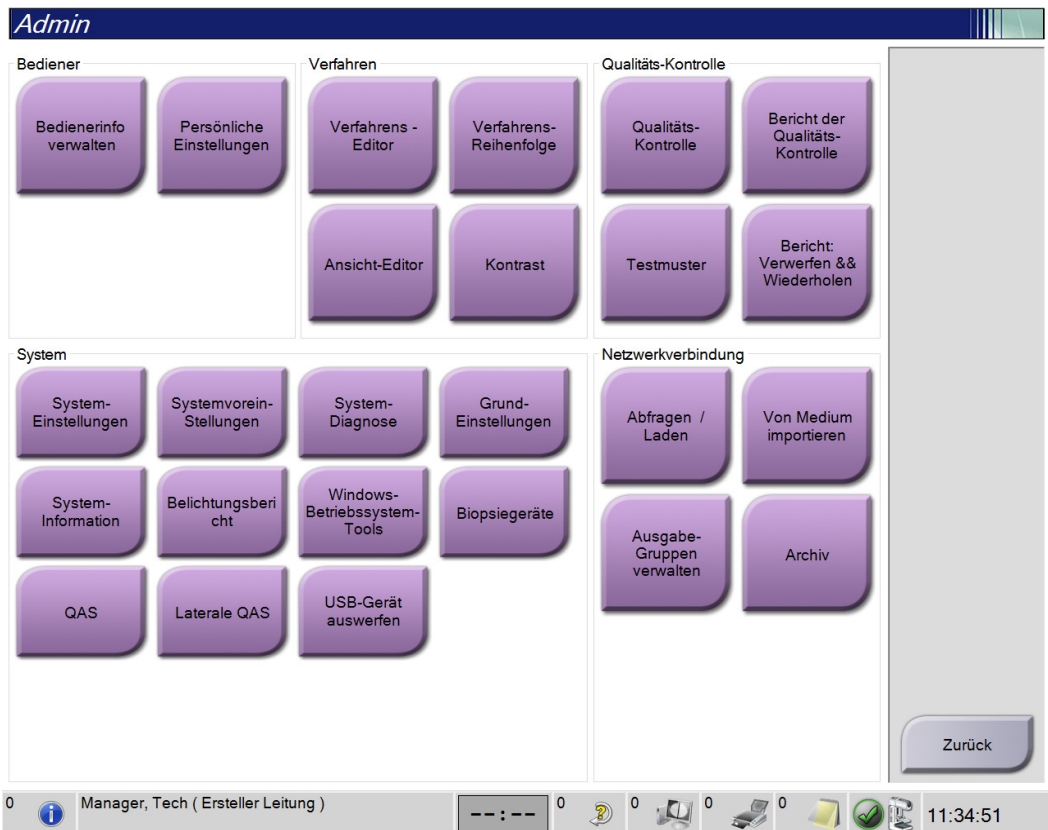 Admin
Bediener
Bedienerinfo
verwalten
Persönliche
Einstellungen
Verfahren
Verfahrens -
Editor
Verfahrens-
Reihenfolge
Ansicht-Editor
Kontrast
Qualitäts-Kontrolle
Qualitäts-
Kontrolle
Bericht der
Qualitäts-
Kontrolle
Testmuster
Bericht:
Verwerfen &&
Wiederholen
System
System-
Einstellungen
Systemvorein-
Stellungen
System-
Diagnose
Grund-
Einstellungen
System-
Information
Belichtungsberi
cht
Windows-
Betriebssystem-
Tools
Biopsiegeräte
QAS
Laterale QAS
USB-Gerät
auswerfen
Netzwerkverbindung
Abfragen / 
Laden
Von Medium
importieren
Ausgabe-
Gruppen
verwalten
Archiv
Zurück
0
Manager, Tech ( Ersteller Leitung )
--:--
0
0
0
0
11:34:51